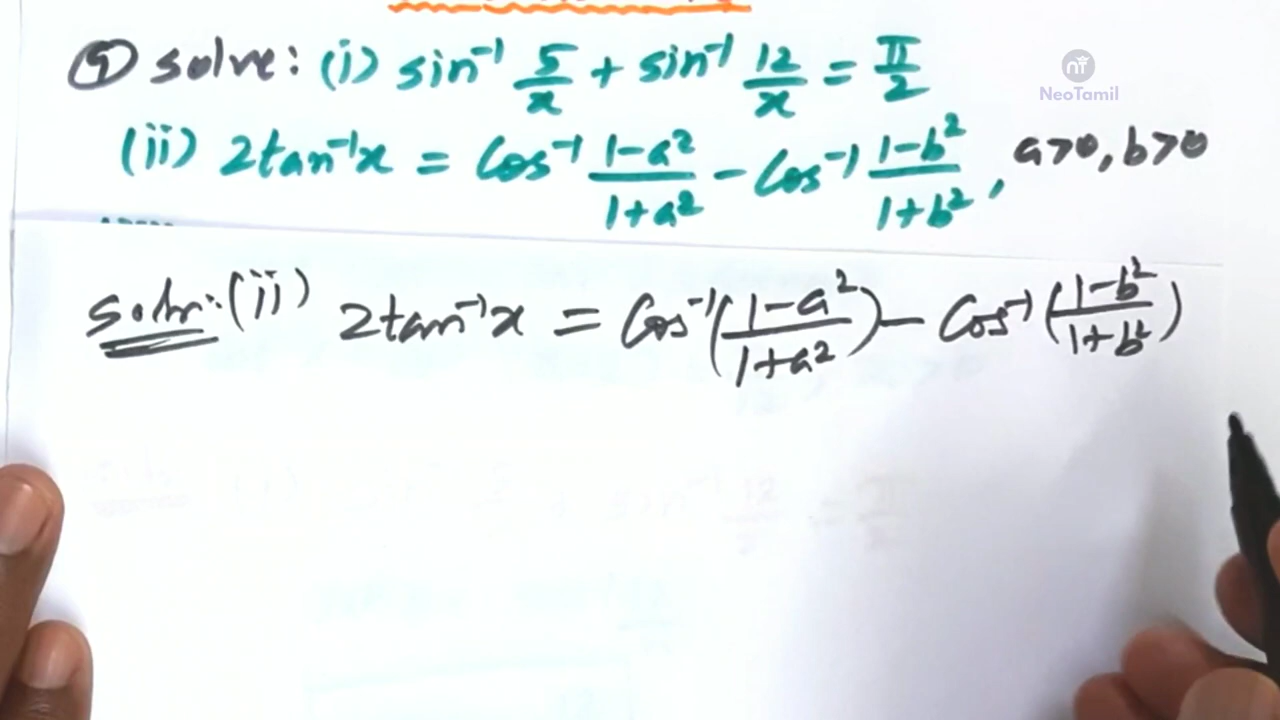 NeoTamil
9 solve: (i) sin⁻¹ 5/x + sin⁻¹ 12/x = π/2
(ii) 2tan⁻¹x = cos⁻¹ 1-a²/1+a² - cos⁻¹ 1-b²/1+b², a>0, b>0
soln: (ii) 2tan⁻¹x = cos⁻¹(1-a²/1+a²) - cos⁻¹(1-b²/1+b²)